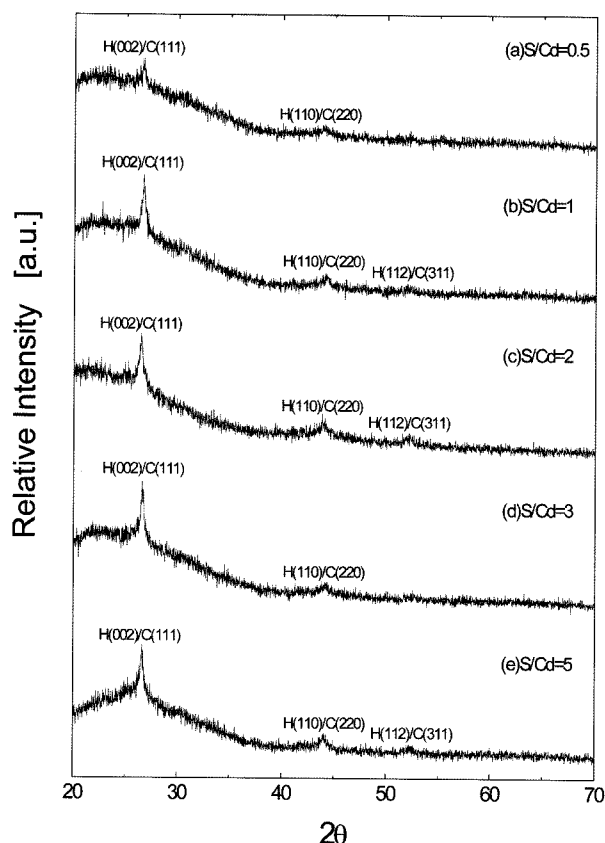 H(002)/C(111)
(a)S/Cd=0.5
H(110)/C(220)
H(002)/C(111)
(b)S/Cd=1
H(110)/C(220)
H(112)/C(311)
H(002)/C(111)
(c)S/Cd=2
H(110)/C(220)
H(112)/C(311)
H(002)/C(111)
(d)S/Cd=3
H(110)/C(220)
H(002)/C(111)
(e)S/Cd=5
H(110)/C(220)
H(112)/C(311)
Relative Intensity [a.u.]
20 30 40 50 60 70
2θ